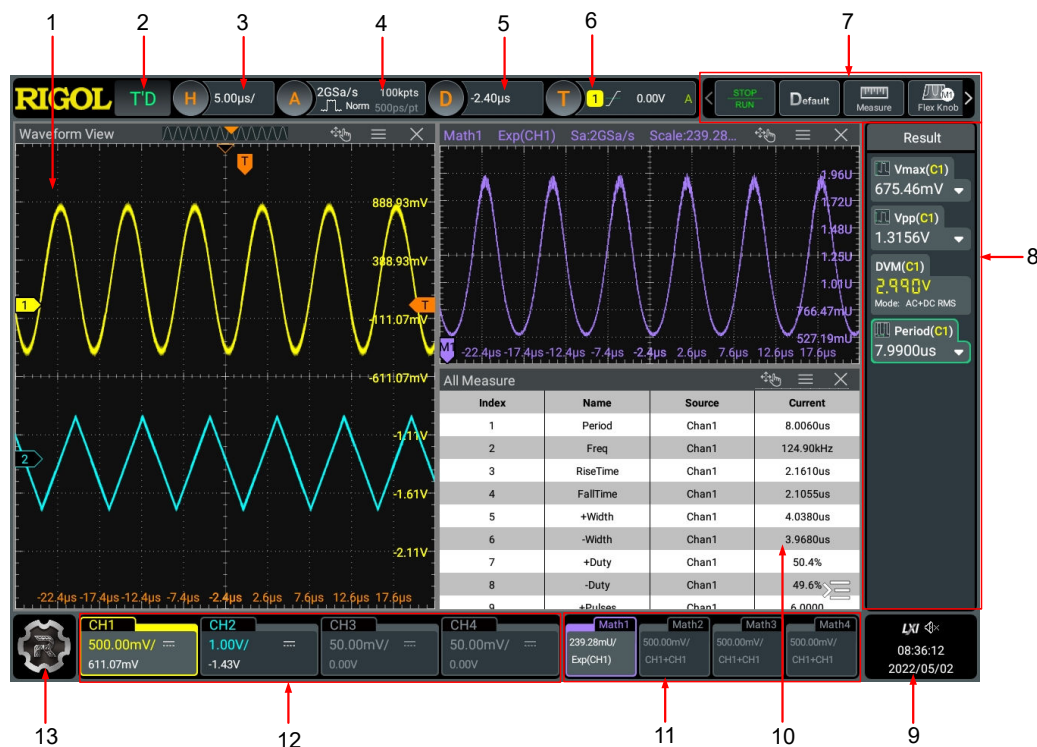 1 2 3 4 5 6 7
RIGOL T'D H 5.00µs/ A 2GSa/s 100kpts Norm 500ps/pt D -2.40µs T 1 0.00V A < STOP RUN Default Measure M1 Flex Knob >
Waveform View
T
888.93mV
388.93mV
1 T
-111.07mV
-611.07mV
-1.11V
2
-1.61V
-2.11V
-22.4µs -17.4µs -12.4µs -7.4µs -2.4µs 2.6µs 7.6µs 12.6µs 17.6µs
Math1 Exp(CH1) Sa:2GSa/s Scale:239.28...
1.96U
1.72U
1.48U
1.25U
1.01U
766.47mU
527.19mU
M1 -22.4µs -17.4µs -12.4µs -7.4µs -2.4µs 2.6µs 7.6µs 12.6µs 17.6µs
All Measure
Index Name Source Current
1 Period Chan1 8.0060us
2 Freq Chan1 124.90kHz
3 RiseTime Chan1 2.1610us
4 FallTime Chan1 2.1055us
5 +Width Chan1 4.0380us
6 -Width Chan1 3.9680us
7 +Duty Chan1 50.4%
8 -Duty Chan1 49.6%
9 +Pulses Chan1 6.0000
Result
Vmax(C1)
675.46mV
Vpp(C1)
1.3156V
DVM(C1)
2.990V
Mode: AC+DC RMS
Period(C1)
7.9900us
8
CH1
500.00mV/
611.07mV
CH2
1.00V/
-1.43V
CH3
50.00mV/
0.00V
CH4
50.00mV/
0.00V
Math1
239.28mU/
Exp(CH1)
Math2
500.00mV/
CH1+CH1
Math3
500.00mV/
CH1+CH1
Math4
500.00mV/
CH1+CH1
LXI
08:36:12
2022/05/02
13 12 11 10 9